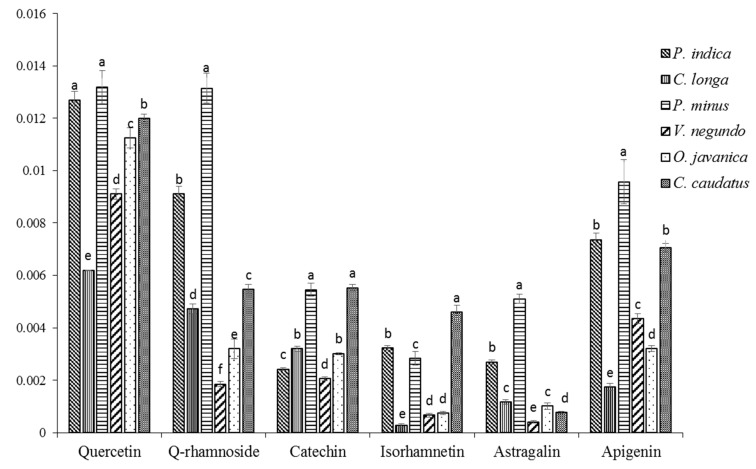 0.016
0.014
0.012
0.01
0.008
0.006
0.004
0.002
0
a
e
a
d
c
b
b
d
a
f
e
c
c
b
a
d
b
a
b
e
c
d
d
a
b
c
a
e
c
d
b
e
a
c
d
b
P. indica
C. longa
P. minus
V. negundo
O. javanica
C. caudatus
Quercetin Q-rhamnoside Catechin Isorhamnetin Astragalin Apigenin